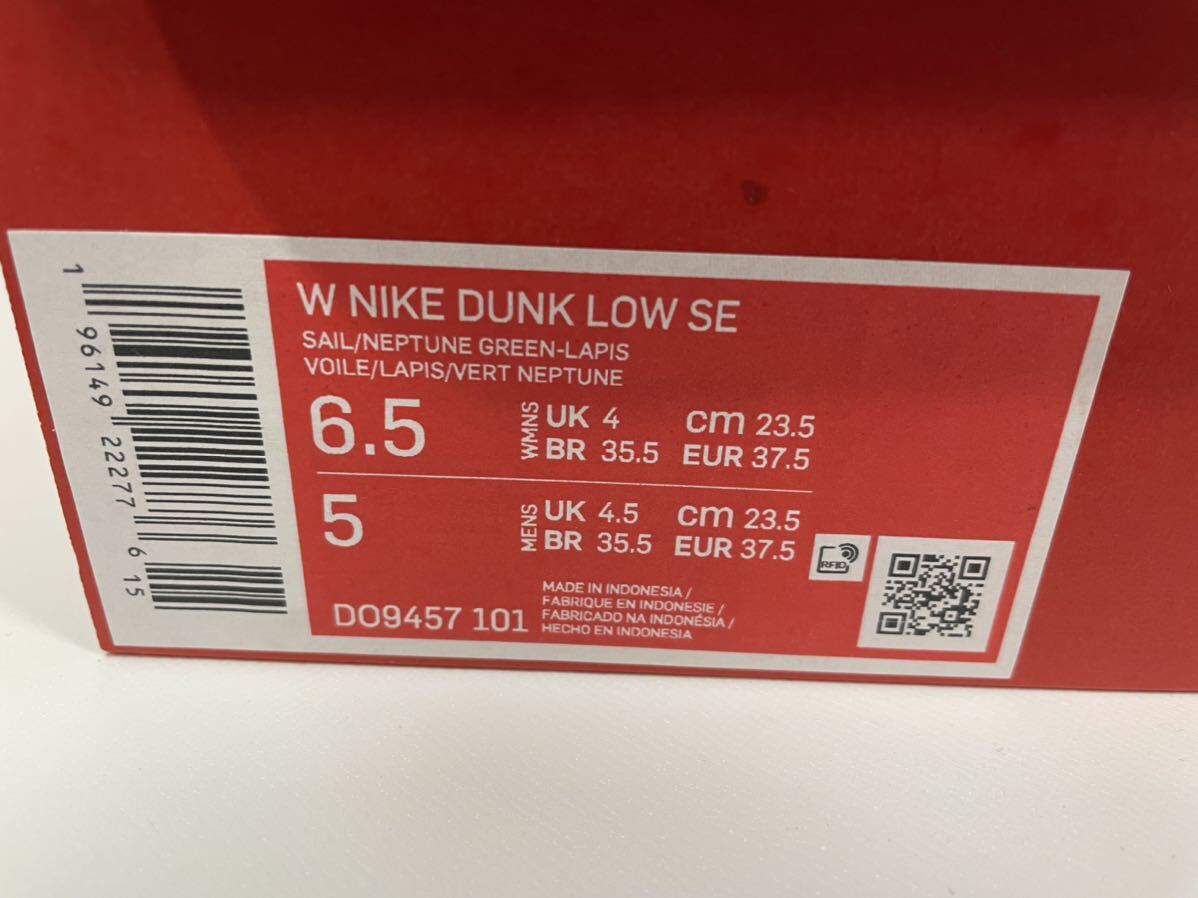 1 96149 22277 6 15
W NIKE DUNK LOW SE
SAIL/NEPTUNE GREEN-LAPIS
VOILE/LAPIS/VERT NEPTUNE
6.5
WMNS
UK 4 cm 23.5
BR 35.5 EUR 37.5
5
MENS
UK 4.5 cm 23.5
BR 35.5 EUR 37.5
RFID
DO9457 101
MADE IN INDONESIA /
FABRIQUE EN INDONESIE /
FABRICADO NA INDONÉSIA /
HECHO EN INDONESIA